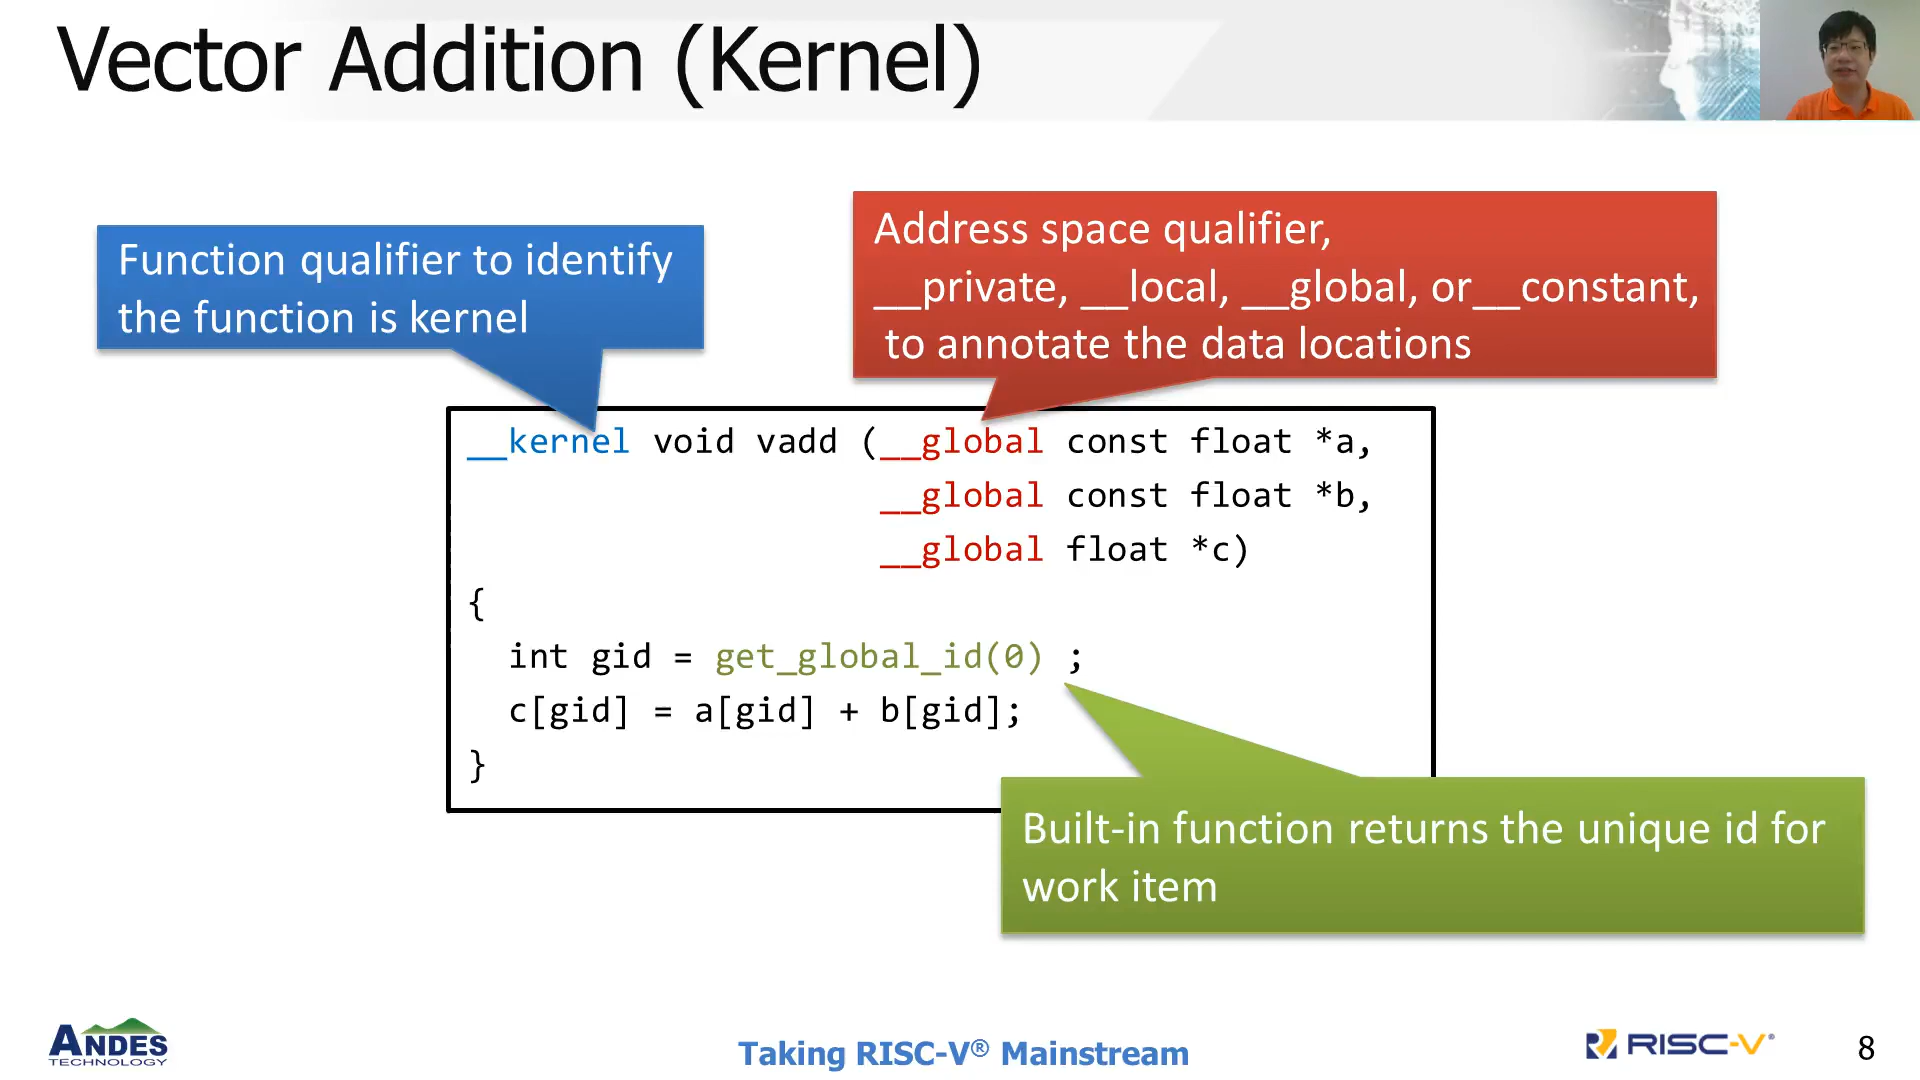 Vector Addition (Kernel)
Function qualifier to identify
the function is kernel
Address space qualifier,
__private, __local, __global, or__constant,
to annotate the data locations
__kernel void vadd (__global const float *a,
__global const float *b,
__global float *c)
{
int gid = get_global_id(0) ;
c[gid] = a[gid] + b[gid];
}
Built-in function returns the unique id for
work item
ANDES
TECHNOLOGY
Taking RISC-V® Mainstream
RISC-V®
8